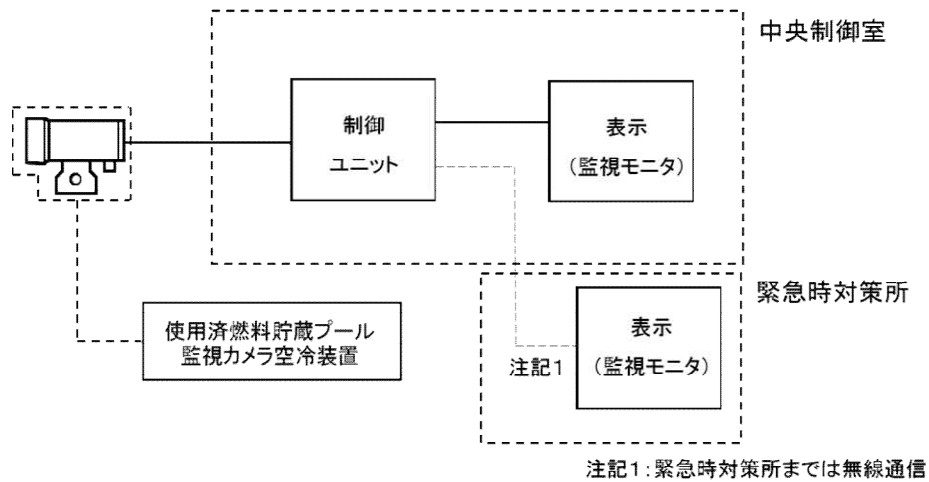 中央制御室
制御
ユニット
表示
(監視モニタ)
緊急時対策所
使用済燃料貯蔵プール
監視カメラ空冷装置
表示
(監視モニタ)
注記1
注記1:緊急時対策所までは無線通信